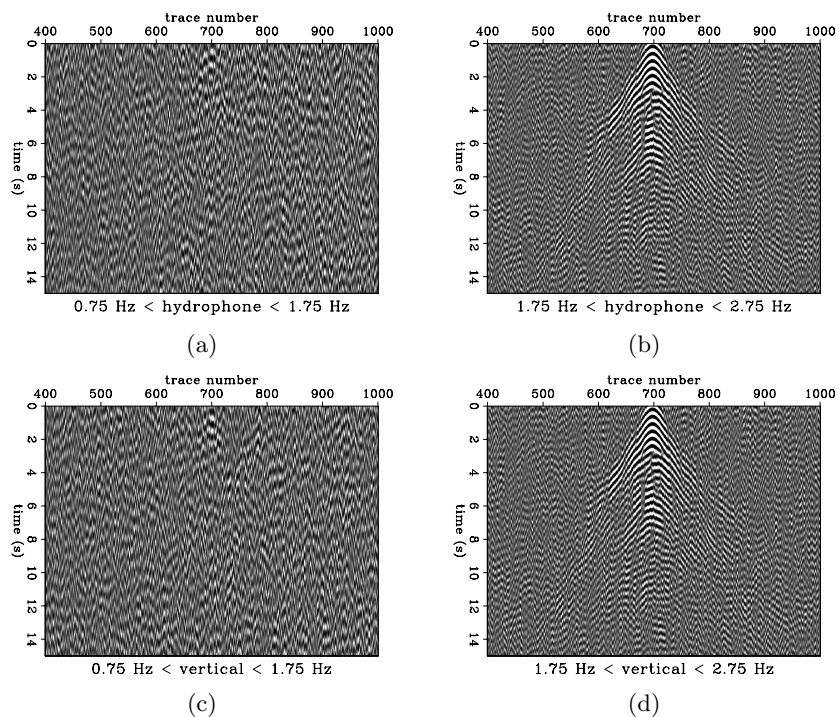 trace number
400 500 600 700 800 900 1000
0 2 4 6 8 10 12 14
time (s)
0.75 Hz < hydrophone < 1.75 Hz
(a)
trace number
400 500 600 700 800 900 1000
0 2 4 6 8 10 12 14
time (s)
1.75 Hz < hydrophone < 2.75 Hz
(b)
trace number
400 500 600 700 800 900 1000
0 2 4 6 8 10 12 14
time (s)
0.75 Hz < vertical < 1.75 Hz
(c)
trace number
400 500 600 700 800 900 1000
0 2 4 6 8 10 12 14
time (s)
1.75 Hz < vertical < 2.75 Hz
(d)